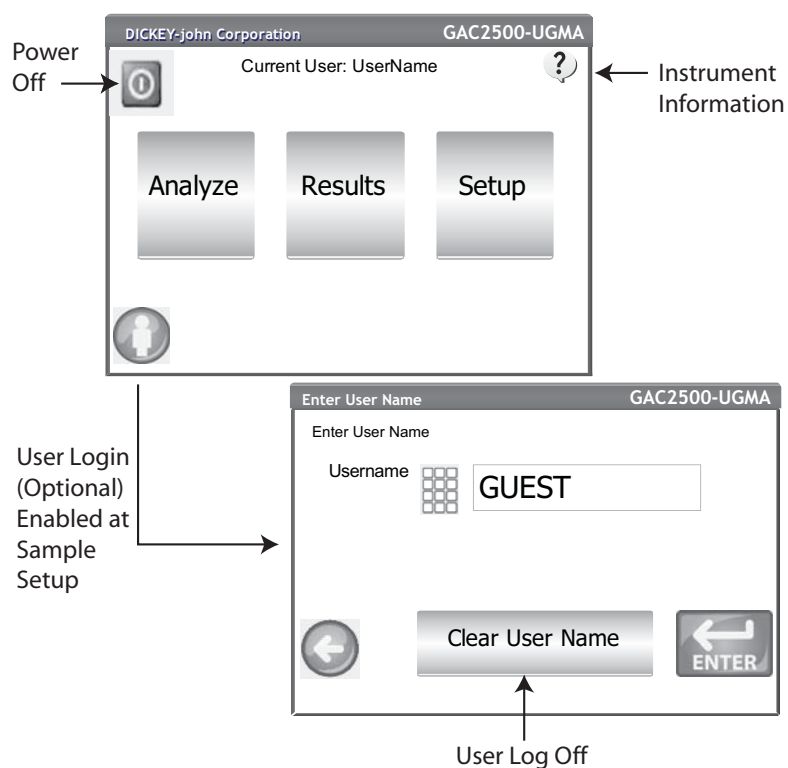 DICKEY-john Corporation GAC2500-UGMA
Power
Off
Current User: UserName
?
Instrument
Information
Analyze Results Setup
Enter User Name GAC2500-UGMA
Enter User Name
Username GUEST
User Login
(Optional)
Enabled at
Sample
Setup
Clear User Name
ENTER
User Log Off